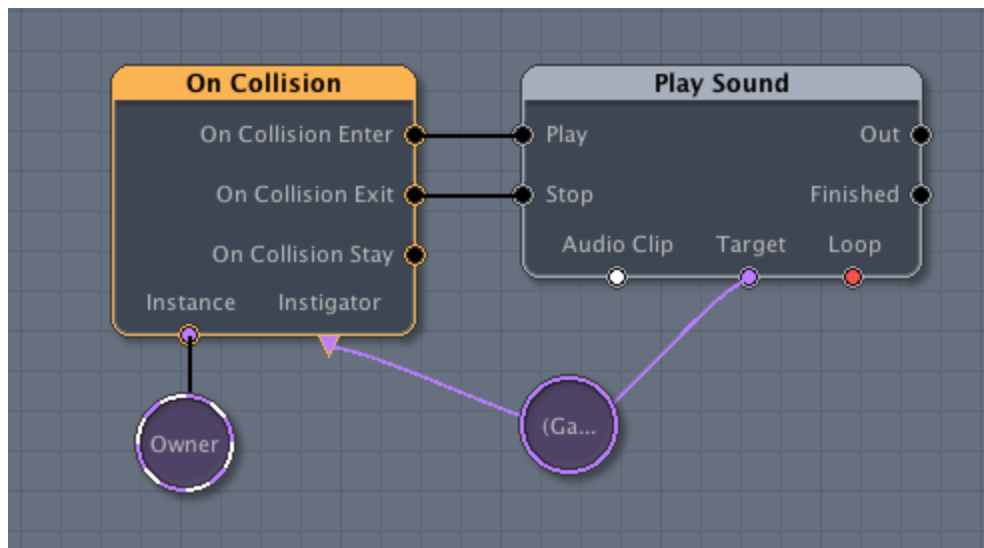 On Collision
On Collision Enter
On Collision Exit
On Collision Stay
Instance Instigator
Owner
Play Sound
Play Out
Stop Finished
Audio Clip Target Loop
(Ga...